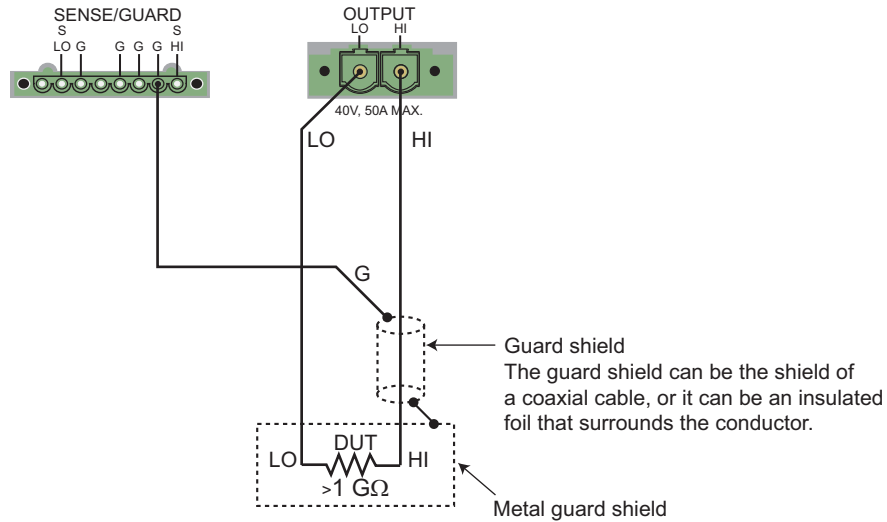 SENSE/GUARD
S S
LO G G G G HI
OUTPUT
LO HI
40V, 50A MAX.
LO HI
G
Guard shield
The guard shield can be the shield of
a coaxial cable, or it can be an insulated
foil that surrounds the conductor.
DUT
LO HI
>1 GΩ
Metal guard shield